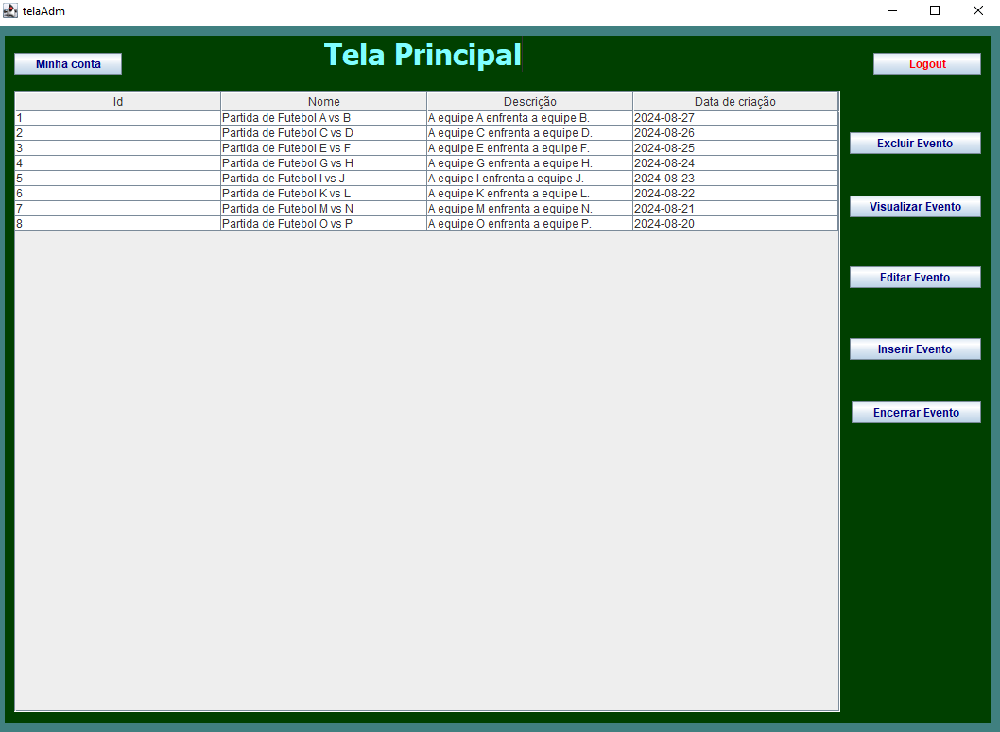 telaAdm
Tela Principal
Minha conta
Logout
Id Nome Descrição Data de criação
1 Partida de Futebol A vs B A equipe A enfrenta a equipe B. 2024-08-27
2 Partida de Futebol C vs D A equipe C enfrenta a equipe D. 2024-08-26
3 Partida de Futebol E vs F A equipe E enfrenta a equipe F. 2024-08-25
4 Partida de Futebol G vs H A equipe G enfrenta a equipe H. 2024-08-24
5 Partida de Futebol I vs J A equipe I enfrenta a equipe J. 2024-08-23
6 Partida de Futebol K vs L A equipe K enfrenta a equipe L. 2024-08-22
7 Partida de Futebol M vs N A equipe M enfrenta a equipe N. 2024-08-21
8 Partida de Futebol O vs P A equipe O enfrenta a equipe P. 2024-08-20
Excluir Evento
Visualizar Evento
Editar Evento
Inserir Evento
Encerrar Evento